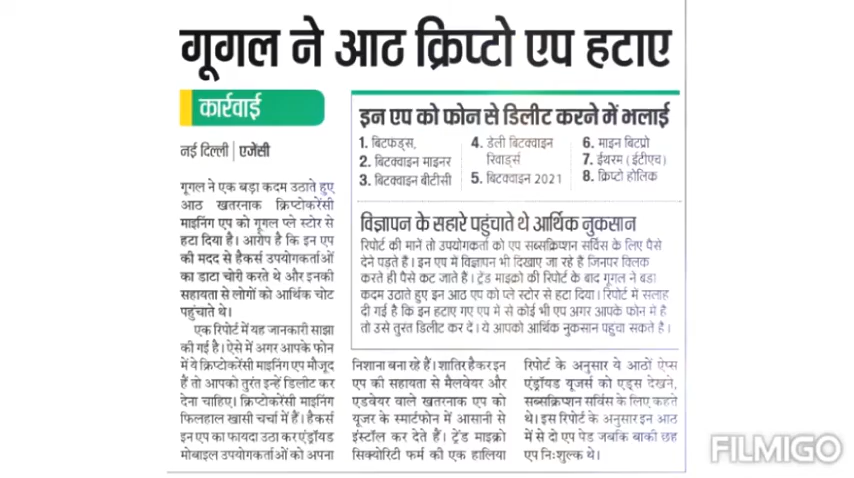 गूगल ने आठ क्रिप्टो एप हटाए
कार्रवाई
नई दिल्ली | एजेंसी
गूगल ने एक बड़ा कदम उठाते हुए
आठ खतरनाक क्रिप्टोकरेंसी
माइनिंग एप को गूगल प्ले स्टोर से
हटा दिया है। आरोप है कि इन एप
की मदद से हैकर्स उपयोगकर्ताओं
का डाटा चोरी करते थे और इनकी
सहायता से लोगों को आर्थिक चोट
पहुंचाते थे।
एक रिपोर्ट में यह जानकारी साझा
की गई है। ऐसे में अगर आपके फोन
में ये क्रिप्टोकरेंसी माइनिंग एप मौजूद
हैं तो आपको तुरंत इन्हें डिलीट कर
देना चाहिए। क्रिप्टोकरेंसी माइनिंग
फिलहाल खासी चर्चा में हैं। हैकर्स
इन एप का फायदा उठा कर एंड्रॉयड
मोबाइल उपयोगकर्ताओं को अपना
इन एप को फोन से डिलीट करने में भलाई
1. बिटफंड्स,
2. बिटक्वाइन माइनर
3. बिटक्वाइन बीटीसी
4. डेली बिटक्वाइन
रिवार्ड्स
5. बिटक्वाइन 2021
6. माइन बिटप्रो
7. ईथरम (ईटीएच)
8. क्रिप्टो होलिक
विज्ञापन के सहारे पहुंचाते थे आर्थिक नुकसान
रिपोर्ट की मानें तो उपयोगकर्ता को एप सब्सक्रिप्शन सर्विस के लिए पैसे
देने पड़ते है। इन एप में विज्ञापन भी दिखाए जा रहे है जिनपर क्लिक
करते ही पैसे कट जाते है। ट्रेंड माइक्रो की रिपोर्ट के बाद गूगल ने बड़ा
कदम उठाते हुए इन आठ एप को प्ले स्टोर से हटा दिया। रिपोर्ट में सलाह
दी गई है कि इन हटाए गए एप में से कोई भी एप अगर आपके फोन में है
तो उसे तुरंत डिलीट कर दें। ये आपको आर्थिक नुकसान पहुचा सकते है।
निशाना बना रहे हैं। शातिर हैकर इन
एप की सहायता से मैलवेयर और
एडवेयर वाले खतरनाक एप को
यूजर के स्मार्टफोन में आसानी से
इंस्टॉल कर देते हैं। ट्रेंड माइक्रो
सिक्योरिटी फर्म की एक हालिया
रिपोर्ट के अनुसार ये आठों ऐप्स
एंड्रॉयड यूजर्स को एड्स देखने,
सब्सक्रिप्शन सर्विस के लिए कहते
थे। इस रिपोर्ट के अनुसार इन आठ
में से दो एप पेड जबकि बाकी छह
एप निःशुल्क थे।
FILMIGO